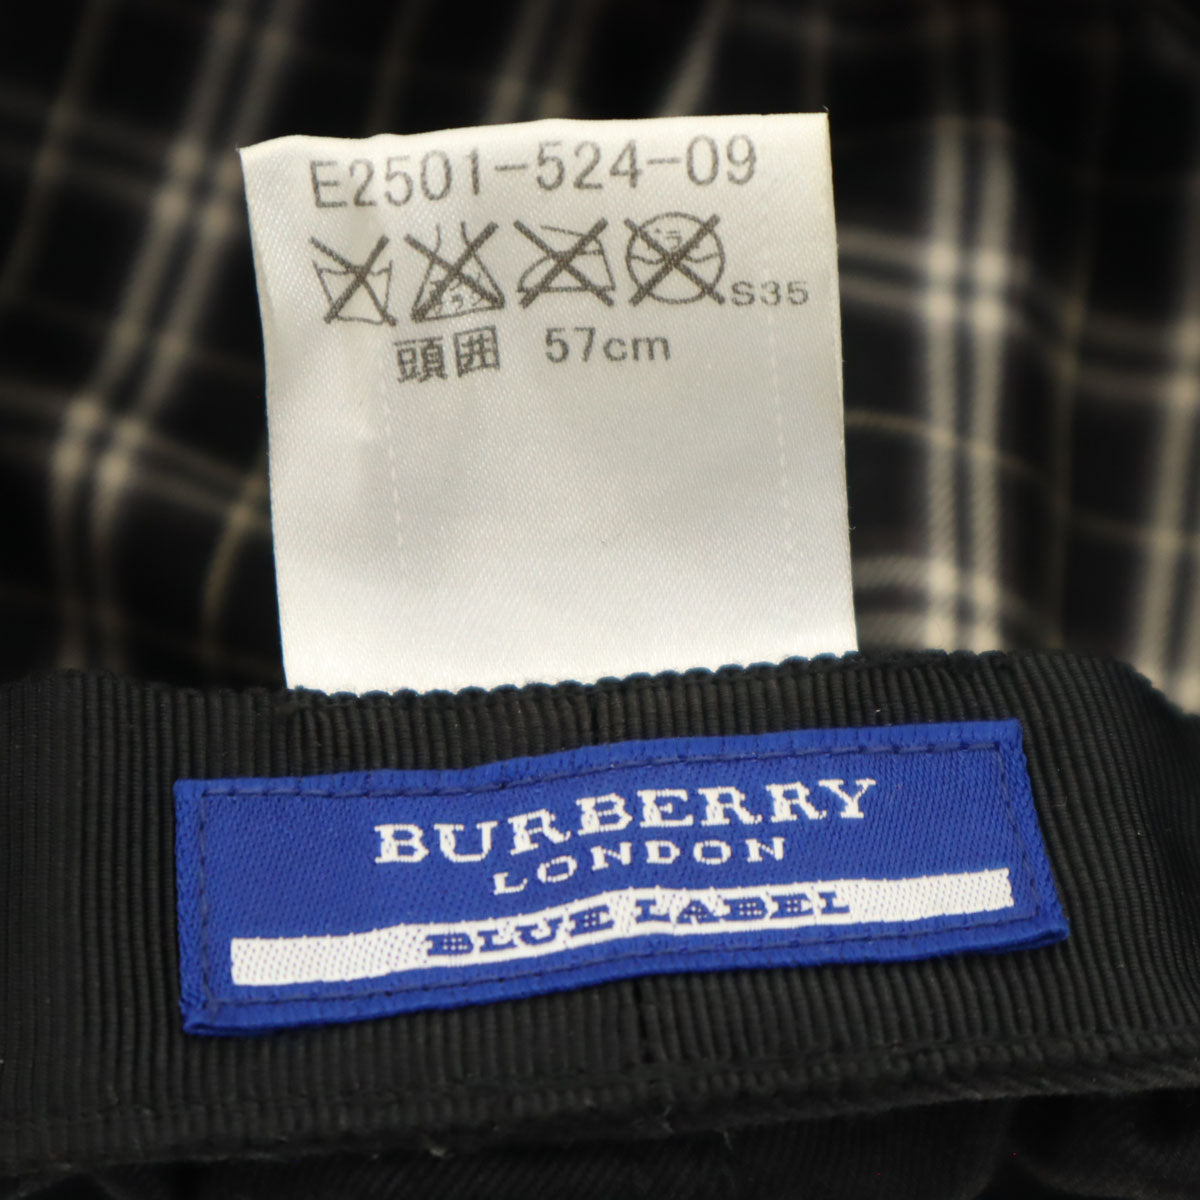 E2501-524-09
S35
頭囲 57cm
BURBERRY
LONDON
BLUE LABEL